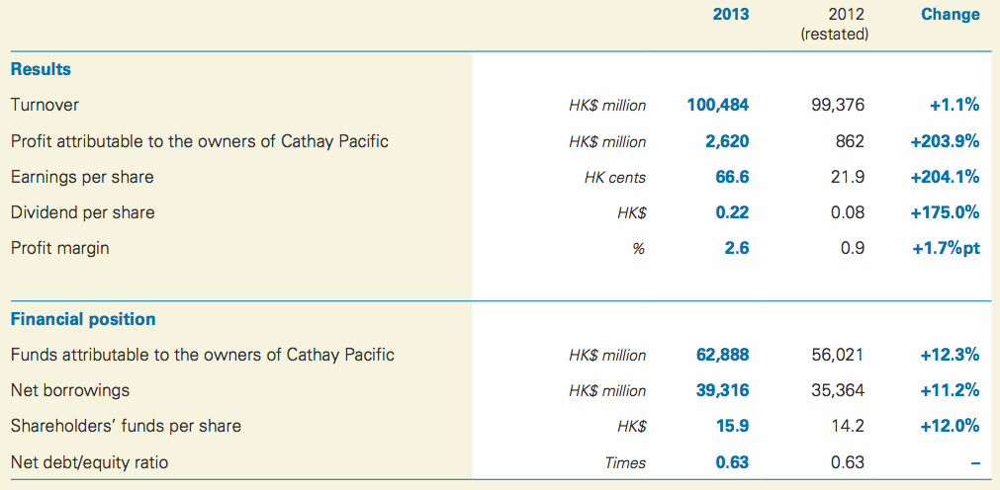 2013 2012 Change
(restated)
Results
Turnover HK$ million 100,484 99,376 +1.1%
Profit attributable to the owners of Cathay Pacific HK$ million 2,620 862 +203.9%
Earnings per share HK cents 66.6 21.9 +204.1%
Dividend per share HK$ 0.22 0.08 +175.0%
Profit margin % 2.6 0.9 +1.7%pt
Financial position
Funds attributable to the owners of Cathay Pacific HK$ million 62,888 56,021 +12.3%
Net borrowings HK$ million 39,316 35,364 +11.2%
Shareholders’ funds per share HK$ 15.9 14.2 +12.0%
Net debt/equity ratio Times 0.63 0.63 –